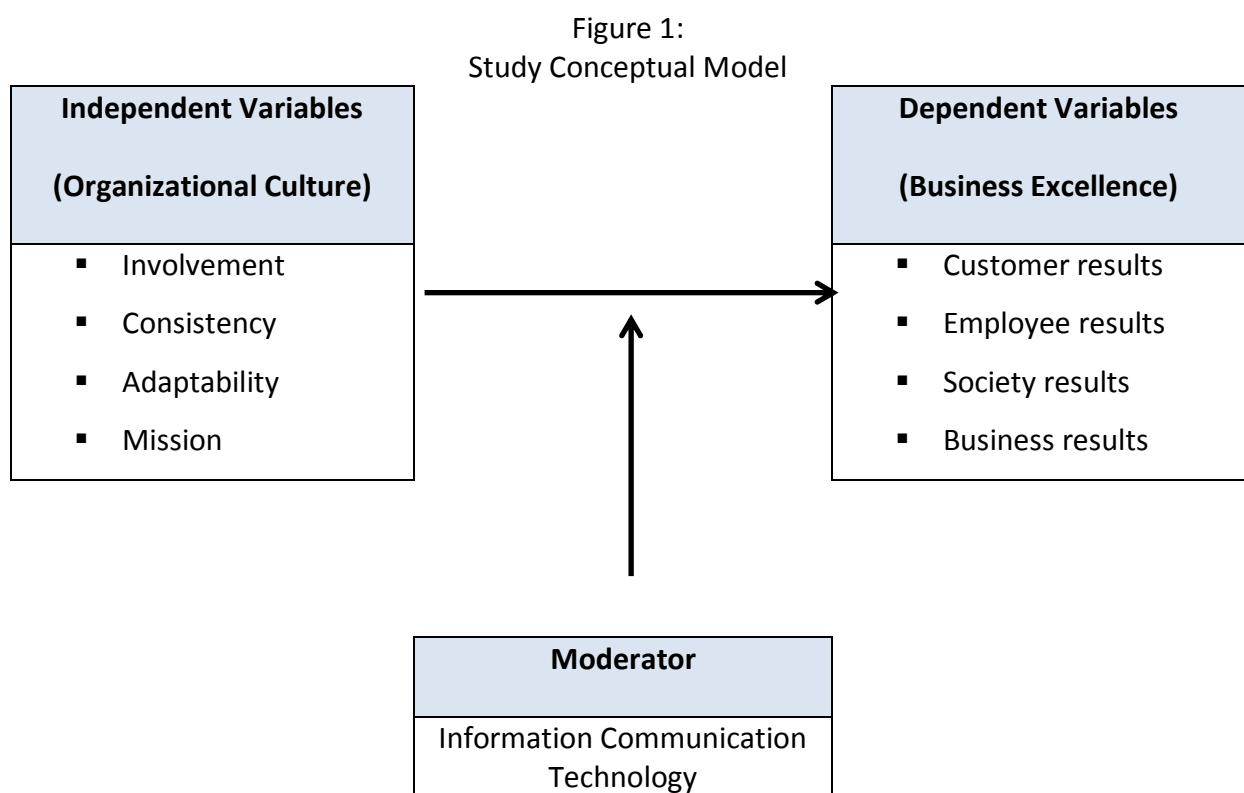 Figure 1:
Study Conceptual Model
Independent Variables
(Organizational Culture)
▪ Involvement
▪ Consistency
▪ Adaptability
▪ Mission
Dependent Variables
(Business Excellence)
▪ Customer results
▪ Employee results
▪ Society results
▪ Business results
Moderator
Information Communication
Technology